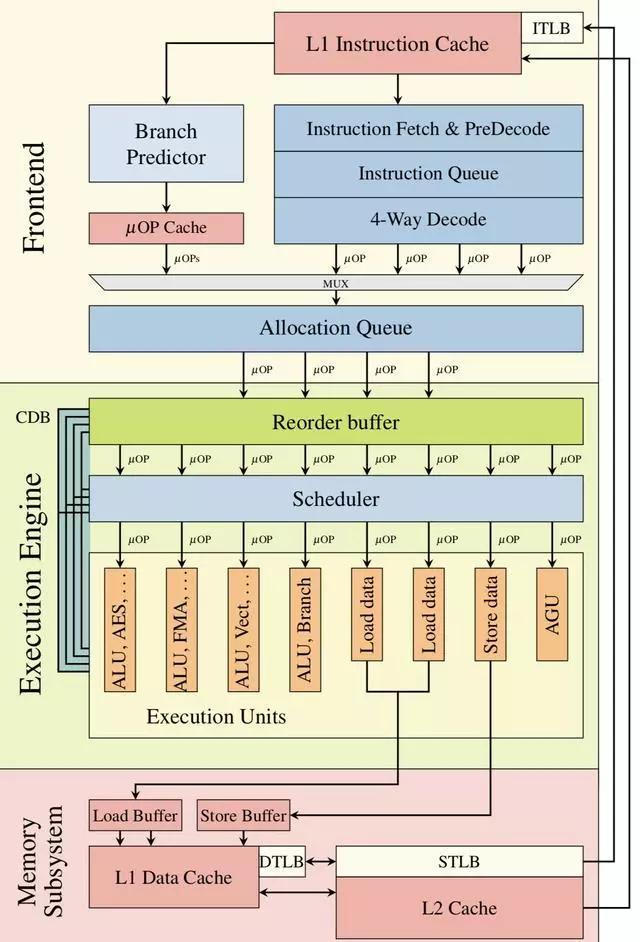 L1 Instruction Cache
ITLB
Frontend
Branch
Predictor
Instruction Fetch & PreDecode
Instruction Queue
4-Way Decode
μOP Cache
μOPs
μOP
μOP
μOP
μOP
MUX
Allocation Queue
μOP
μOP
μOP
μOP
CDB
Execution Engine
Reorder buffer
μOP
μOP
μOP
μOP
μOP
μOP
μOP
μOP
Scheduler
μOP
μOP
μOP
μOP
μOP
μOP
μOP
μOP
ALU, AES, . . .
ALU, FMA, . . .
ALU, Vect, . . .
ALU, Branch
Load data
Load data
Store data
AGU
Execution Units
Memory
Subsystem
Load Buffer
Store Buffer
L1 Data Cache
DTLB
STLB
L2 Cache